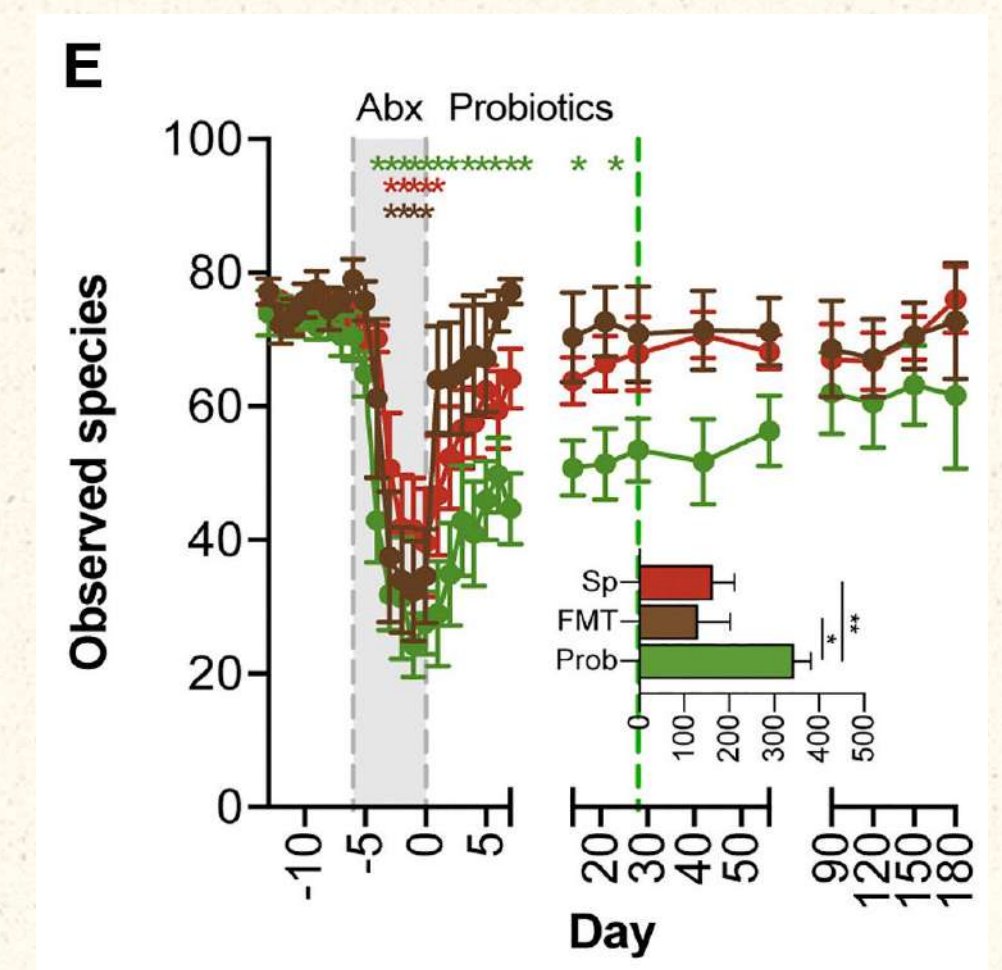 E
Abx Probiotics
100
************* * *
*****
****
80
60
40
20
0
Observed species
Sp
FMT
Prob
*
**
0 100 200 300 400 500
-10 -5 0 5 20 30 40 50 90 120 150 180
Day